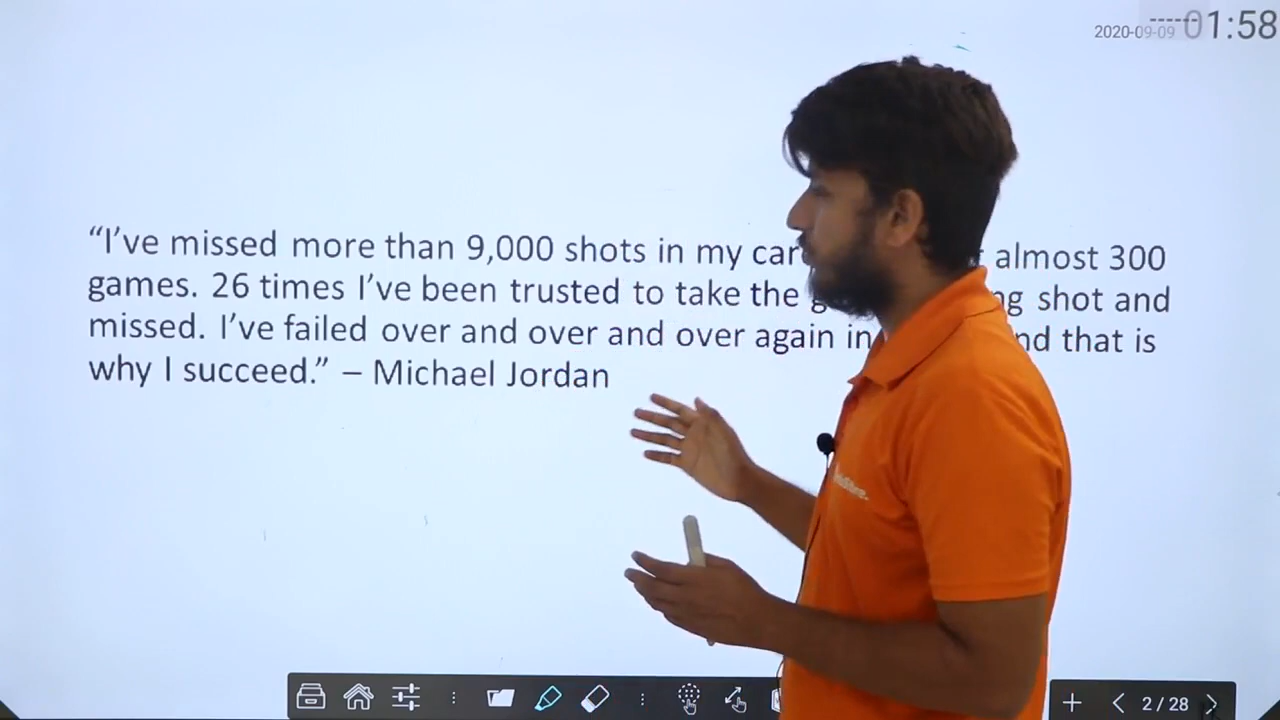 2020-09-09 01:58
“I’ve missed more than 9,000 shots in my car almost 300
games. 26 times I’ve been trusted to take the g ng shot and
missed. I’ve failed over and over and over again in nd that is
why I succeed.” – Michael Jordan
2 / 28